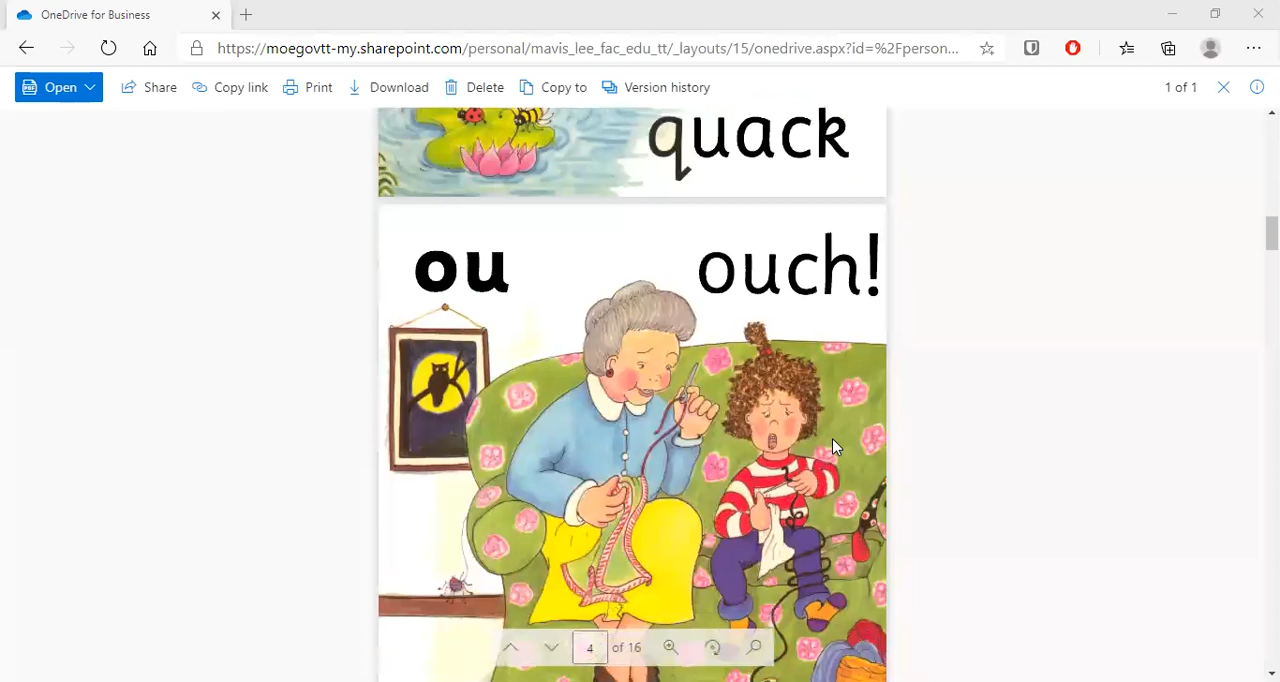 OneDrive for Business
https://moegovtt-my.sharepoint.com/personal/mavis_lee_fac_edu_tt/_layouts/15/onedrive.aspx?id=%2Fperson...
Open Share Copy link Print Download Delete Copy to Version history 1 of 1
quack
ou ouch!
4 of 16